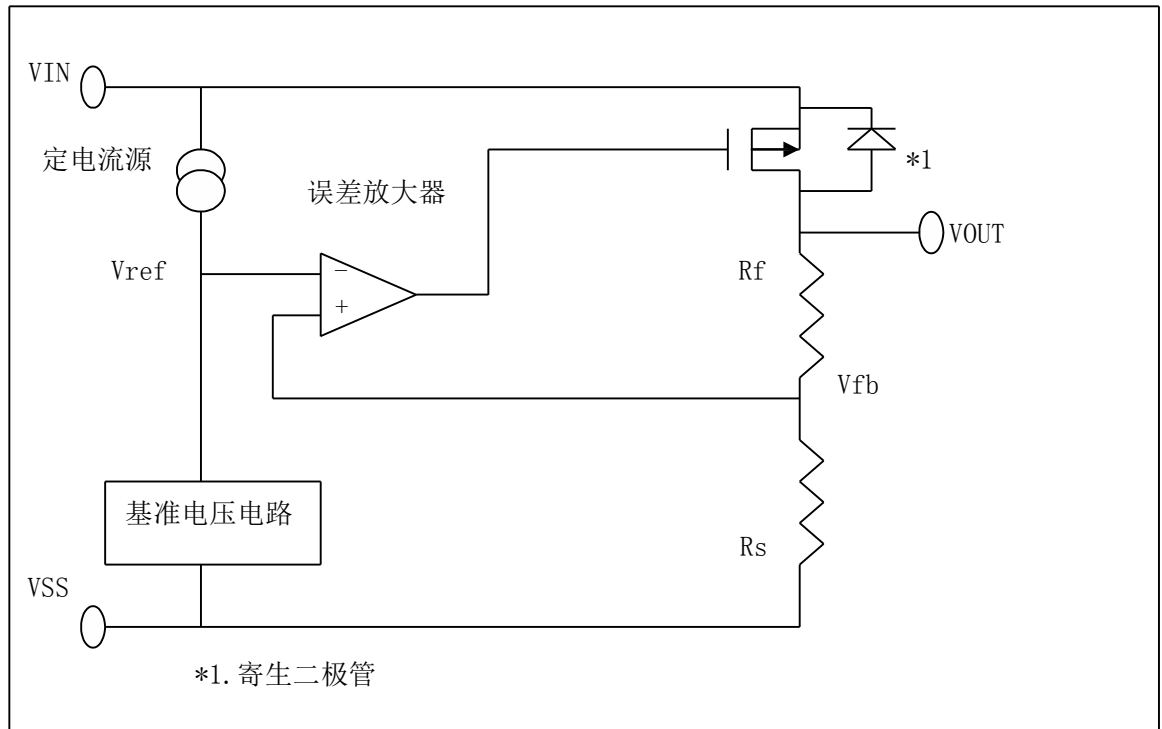 VIN
定电流源
*1
误差放大器
VOUT
Vref
−
Rf
+
Vfb
基准电压电路
Rs
VSS
*1.寄生二极管